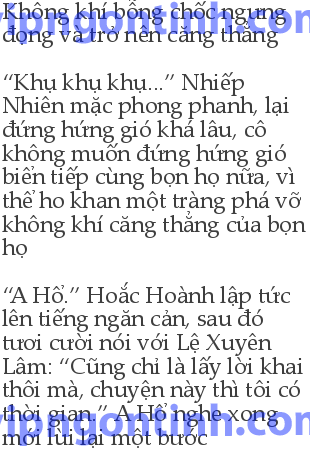 Không khí bỗng chốc ngưng
đọng và trở nên căng thẳng
“Khụ khụ khụ...” Nhiếp
Nhiên mặc phong phanh, lại
đứng hứng gió khá lâu, cô
không muốn đứng hứng gió
biển tiếp cùng bọn họ nữa, vì
thế ho khan một tràng phá vỡ
không khí căng thẳng của bọn
họ
“A Hổ.” Hoắc Hoành lập tức
lên tiếng ngăn cản, sau đó
tươi cười nói với Lệ Xuyên
Lâm: “Cũng chỉ là lấy lời khai
thôi mà, chuyện này thì tôi có
thời gian.” A Hổ nghe xong
mới lùi lại một bước